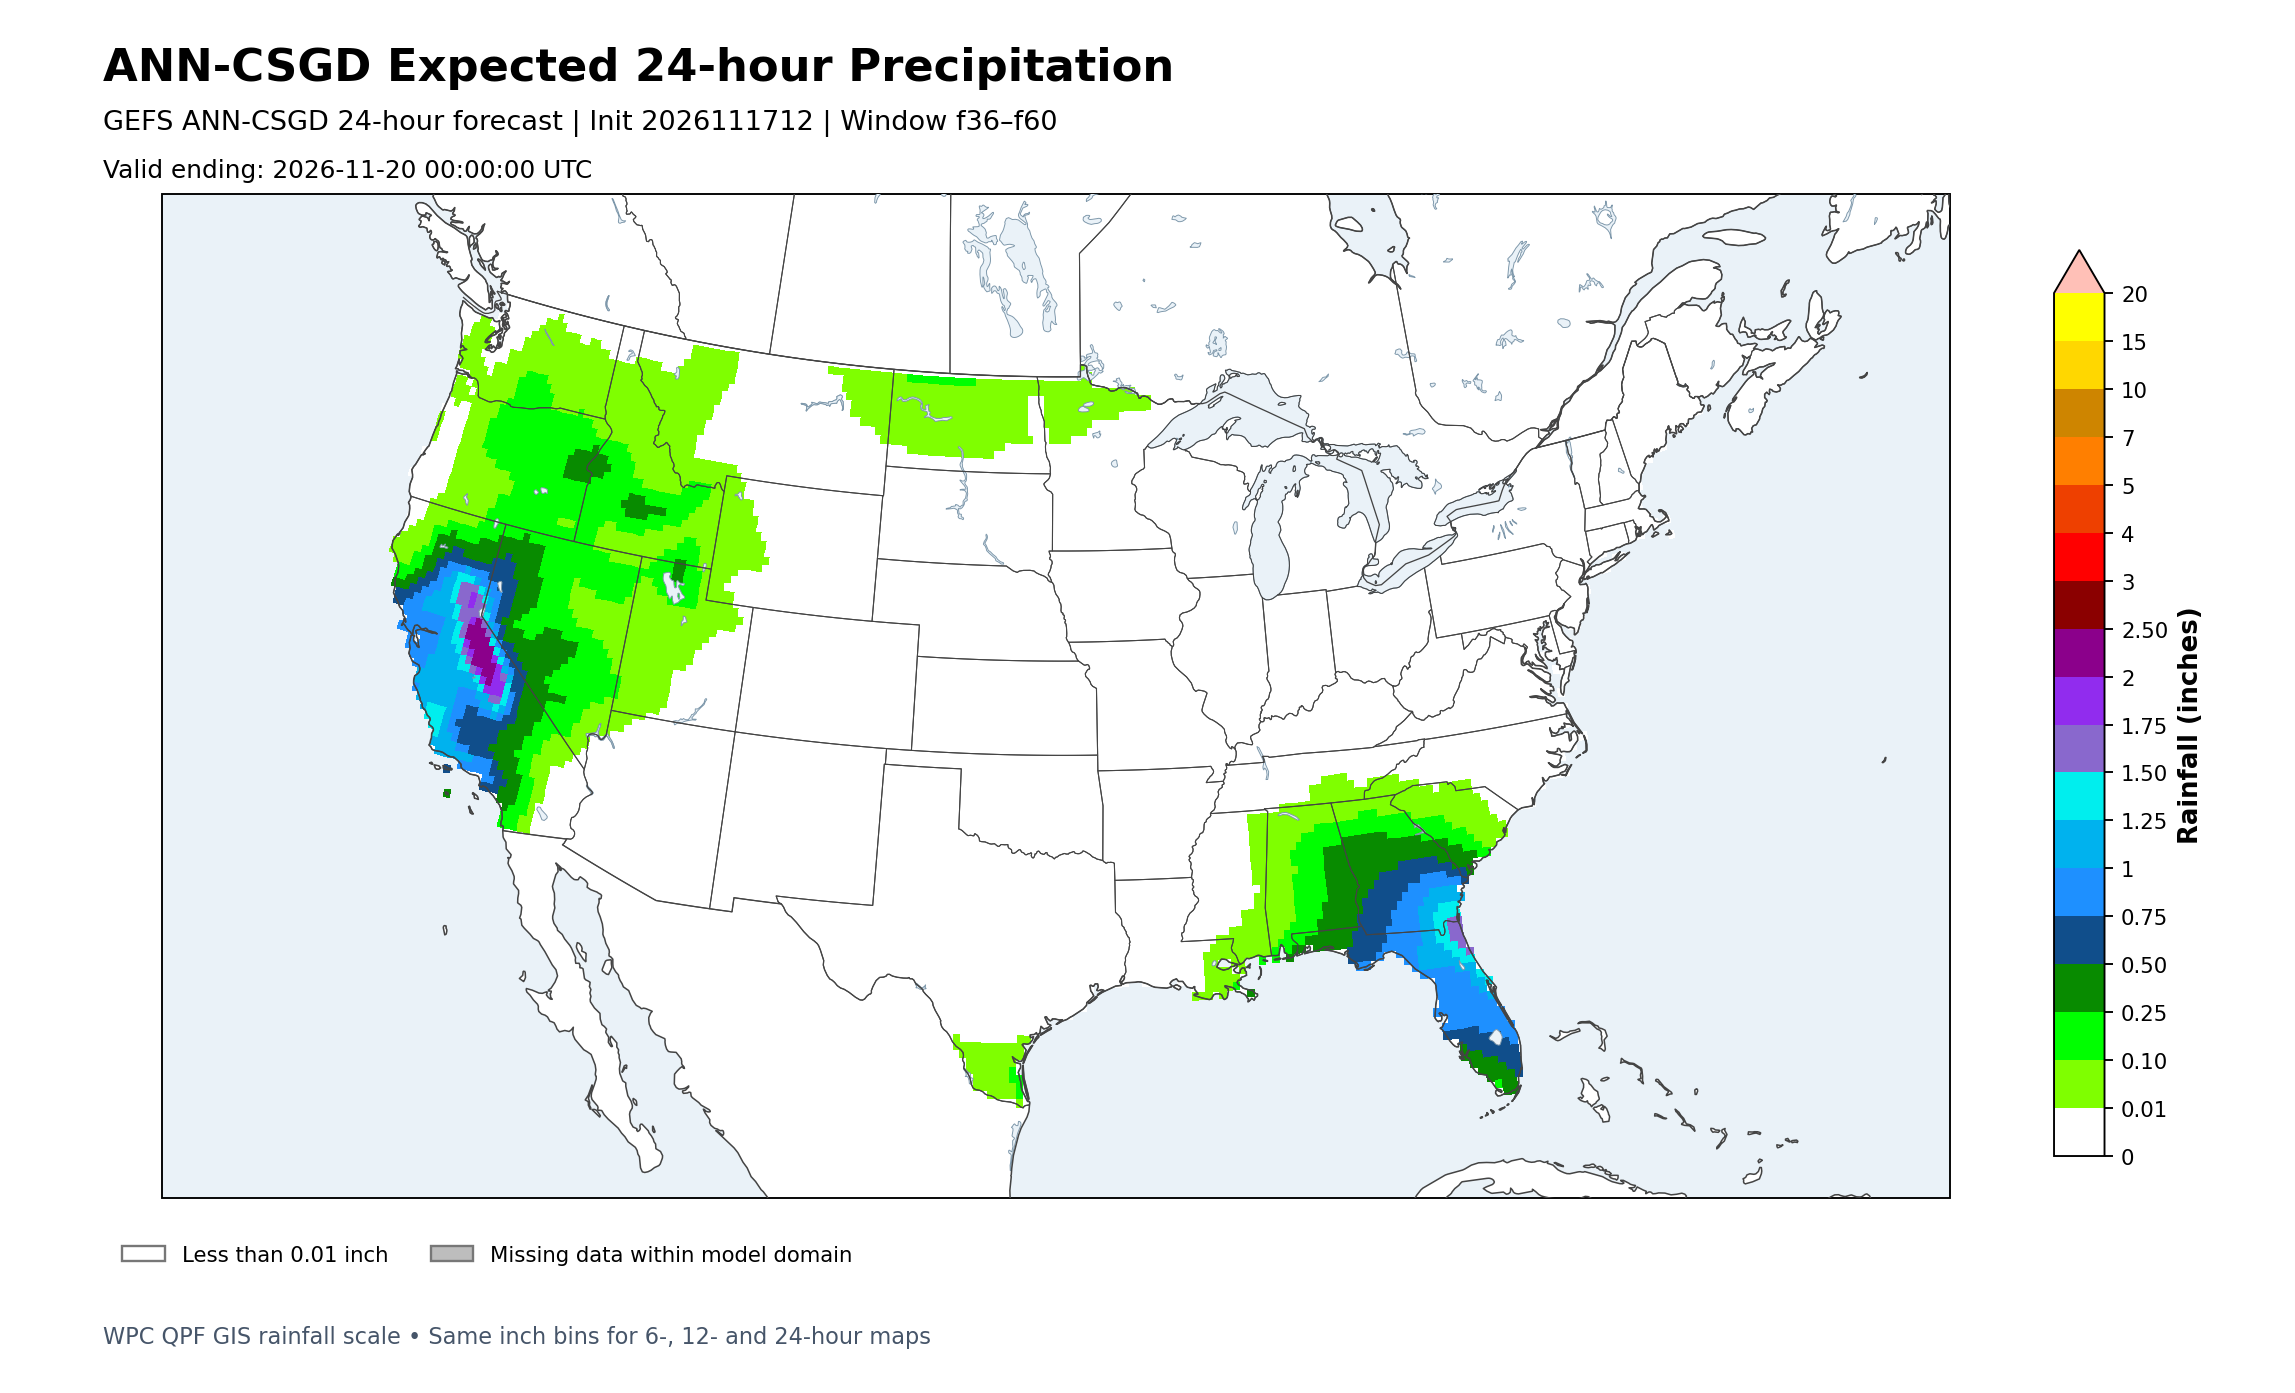 ANN-CSGD Expected 24-hour Precipitation
GEFS ANN-CSGD 24-hour forecast | Init 2026111712 | Window f36–f60
Valid ending: 2026-11-20 00:00:00 UTC
20
15
10
7
5
4
3
2.50
2
1.75
1.50
1.25
1
0.75
0.50
0.25
0.10
0.01
0
Rainfall (inches)
Less than 0.01 inch
Missing data within model domain
WPC QPF GIS rainfall scale • Same inch bins for 6-, 12- and 24-hour maps